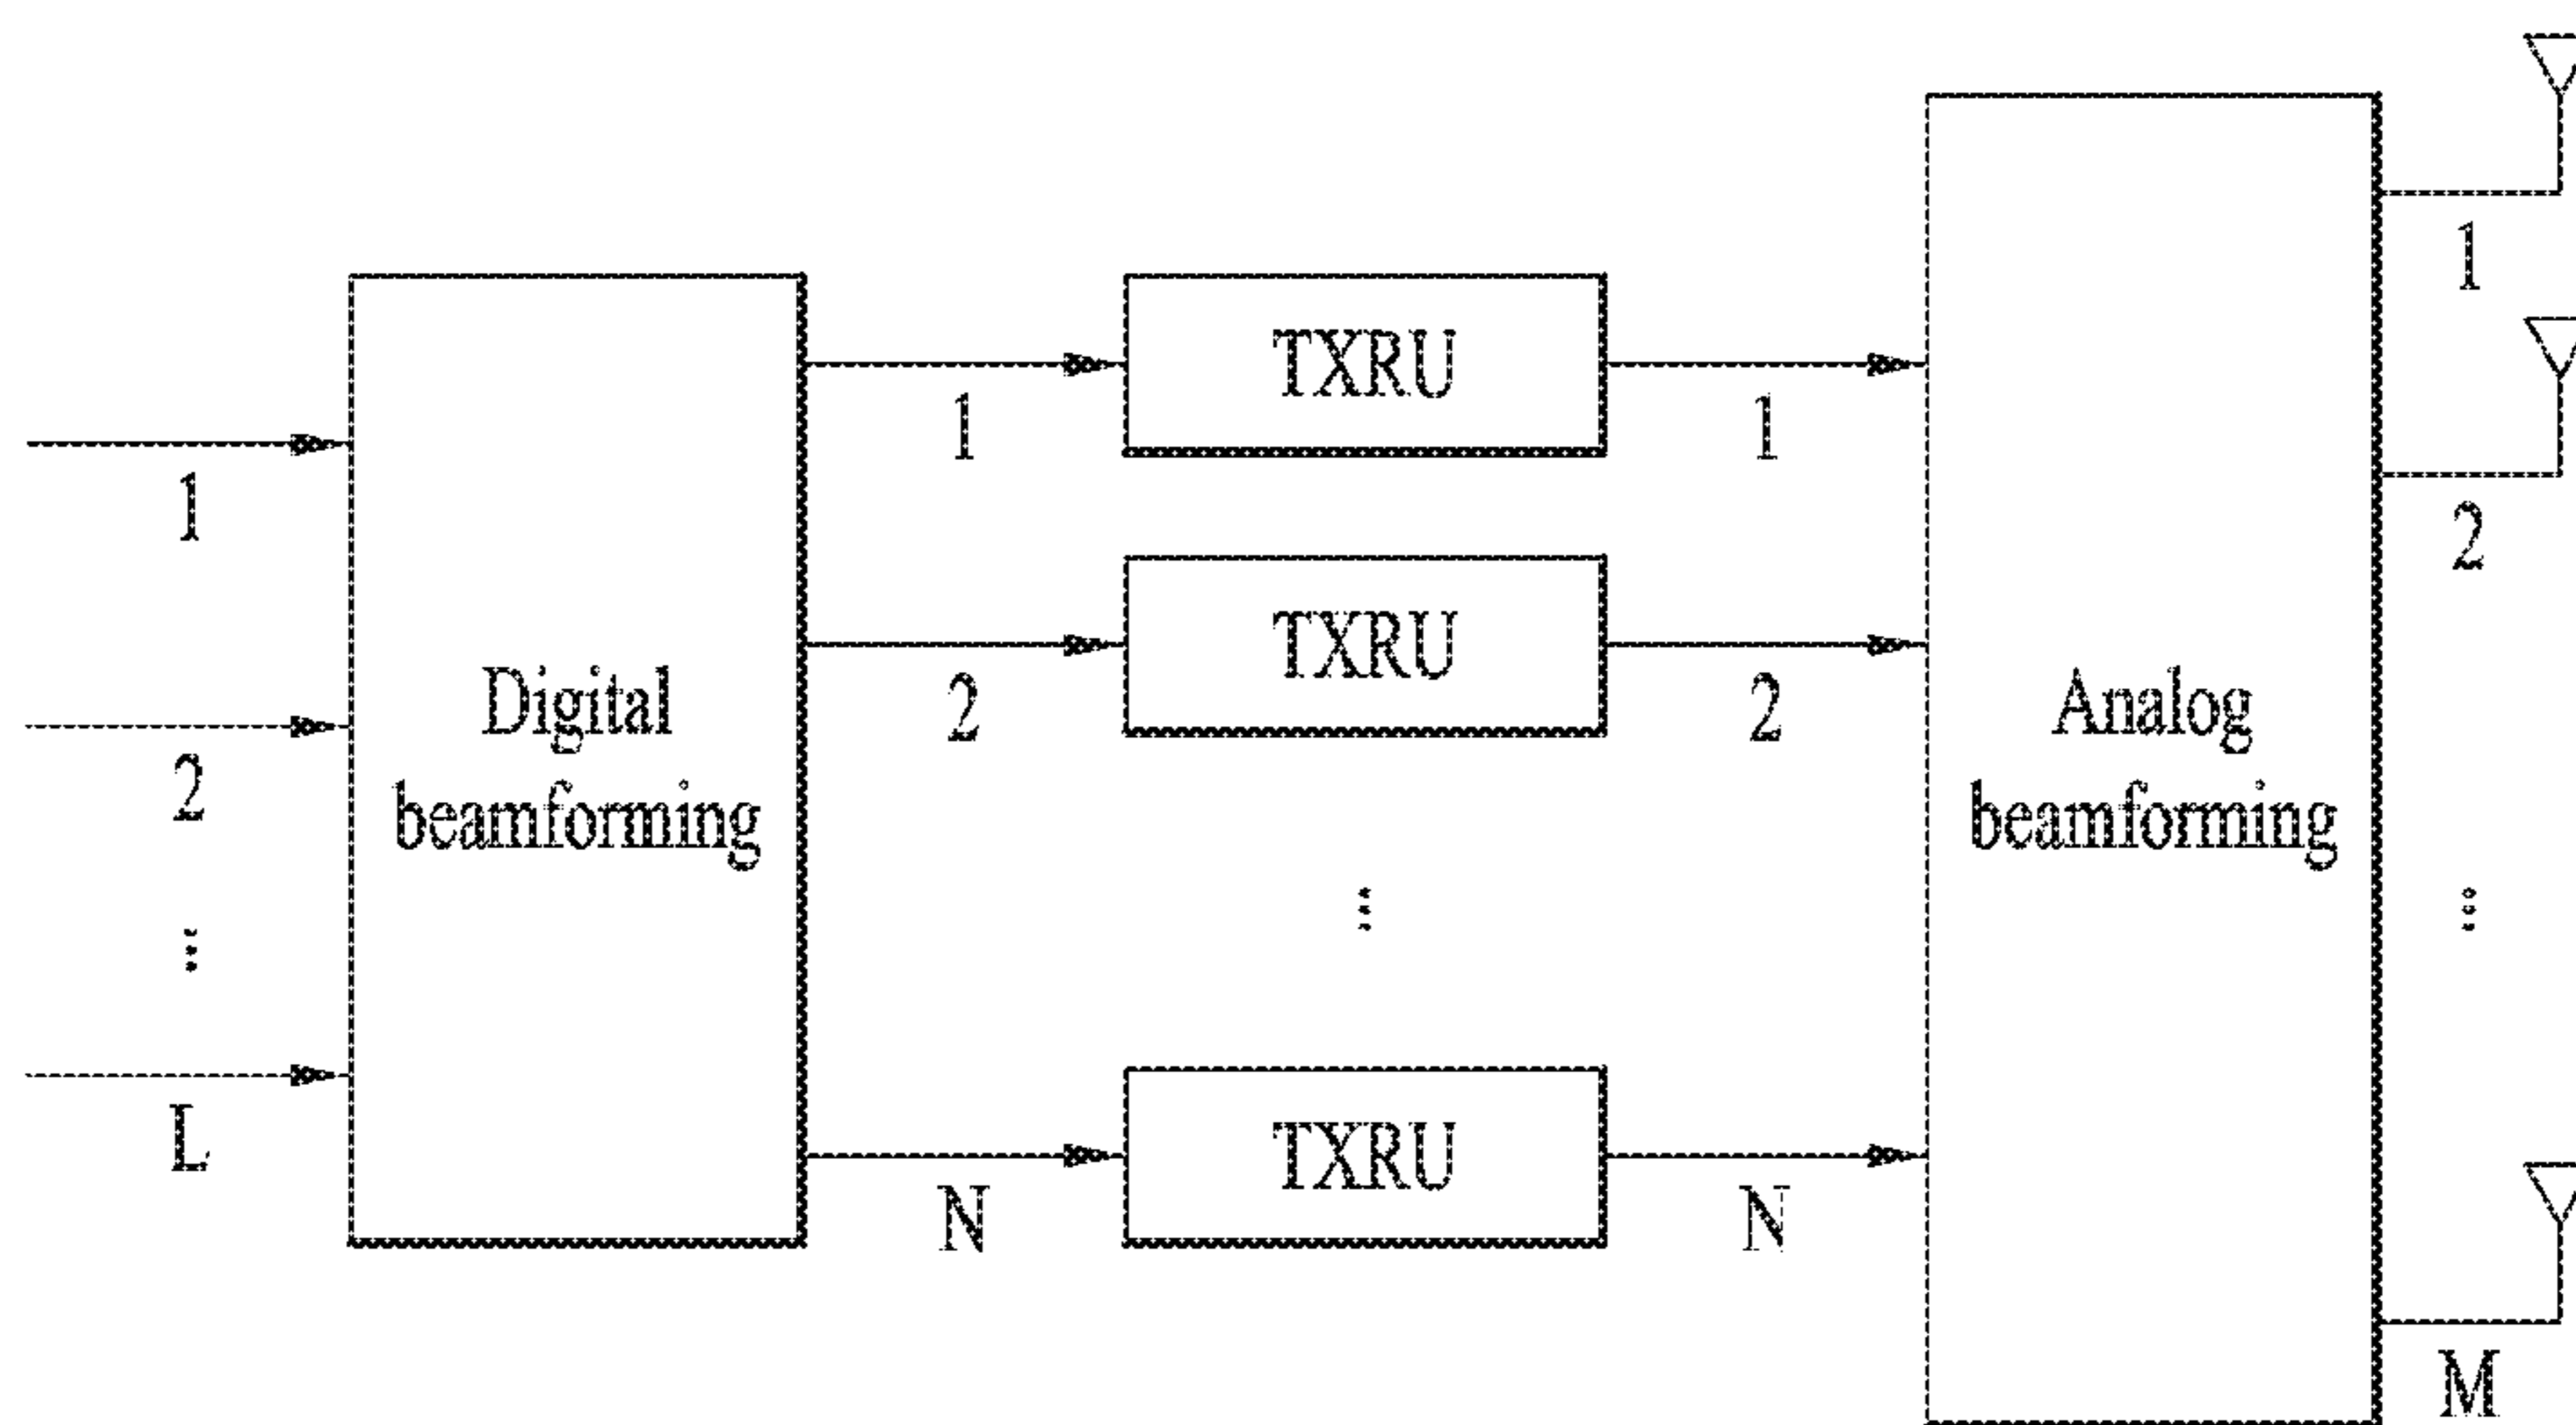 1
2
⋮
L
Digital
beamforming
1
2
N
TXRU
TXRU
⋮
TXRU
1
2
N
Analog
beamforming
1
2
⋮
M